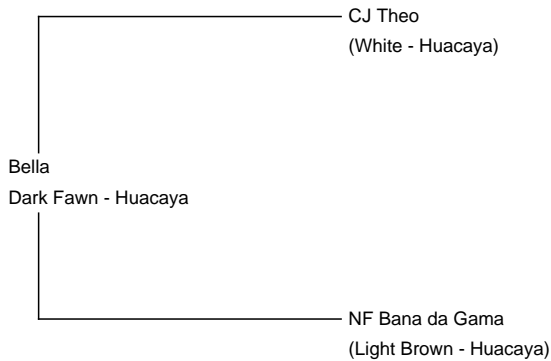 CJ Theo
(White - Huacaya)
Bella
Dark Fawn - Huacaya
NF Bana da Gama
(Light Brown - Huacaya)